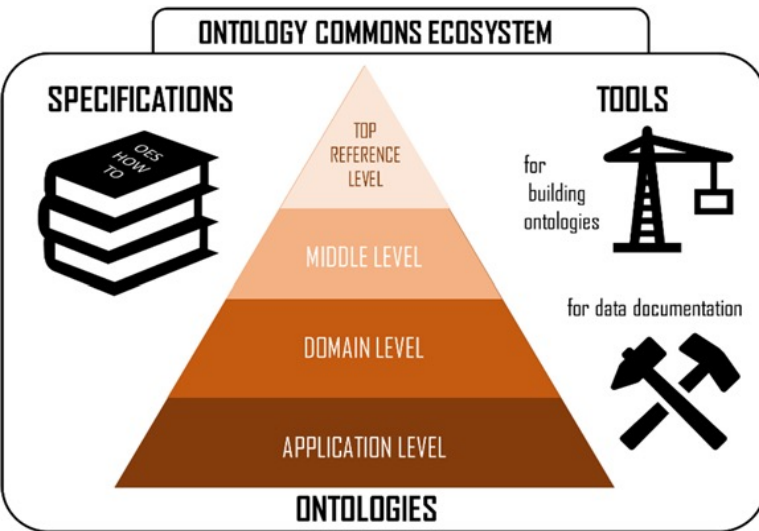 ONTOLOGY COMMONS ECOSYSTEM
SPECIFICATIONS
OES
HOW
TO
TOP
REFERENCE
LEVEL
MIDDLE LEVEL
DOMAIN LEVEL
APPLICATION LEVEL
ONTOLOGIES
TOOLS
for
building
ontologies
for data documentation